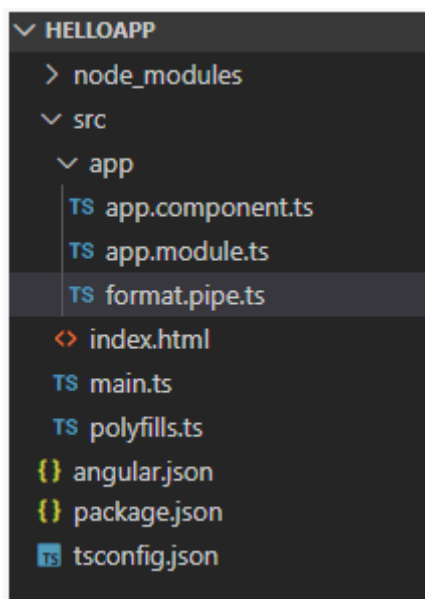 HELLOAPP
node_modules
src
app
TS app.component.ts
TS app.module.ts
TS format.pipe.ts
<> index.html
TS main.ts
TS polyfills.ts
{} angular.json
{} package.json
TS tsconfig.json